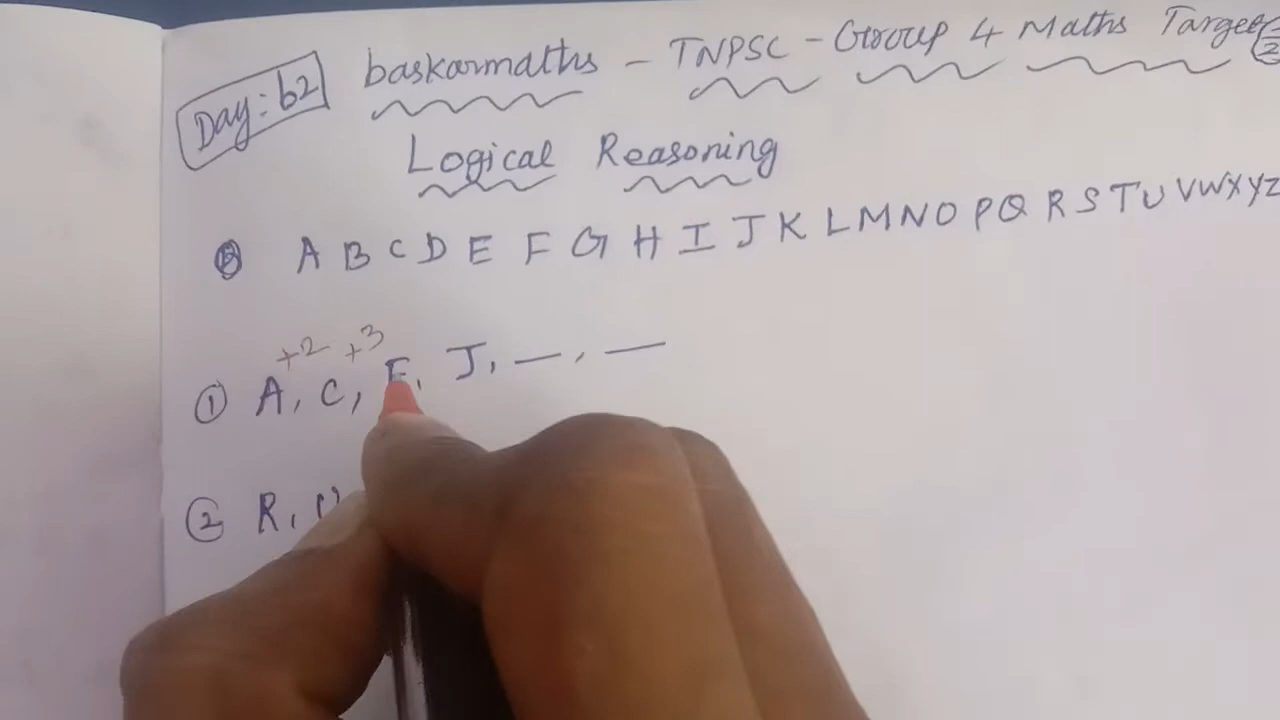 Day: 62 baskarmaths - TNPSC - Group 4 Maths Target
Logical Reasoning
A B C D E F G H I J K L M N O P Q R S T U V W X Y Z
+2 +3
① A, C, F, J, __, __
② R,